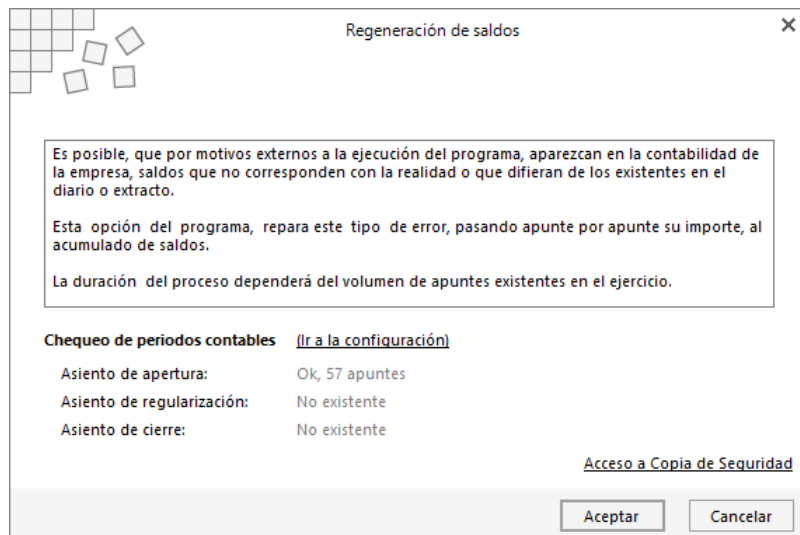 Regeneración de saldos
Es posible, que por motivos externos a la ejecución del programa, aparezcan en la contabilidad de
la empresa, saldos que no corresponden con la realidad o que difieran de los existentes en el
diario o extracto.
Esta opción del programa, repara este tipo de error, pasando apunte por apunte su importe, al
acumulado de saldos.
La duración del proceso dependerá del volumen de apuntes existentes en el ejercicio.
Chequeo de periodos contables (Ir a la configuración)
Asiento de apertura: Ok, 57 apuntes
Asiento de regularización: No existente
Asiento de cierre: No existente
Acceso a Copia de Seguridad
Aceptar Cancelar